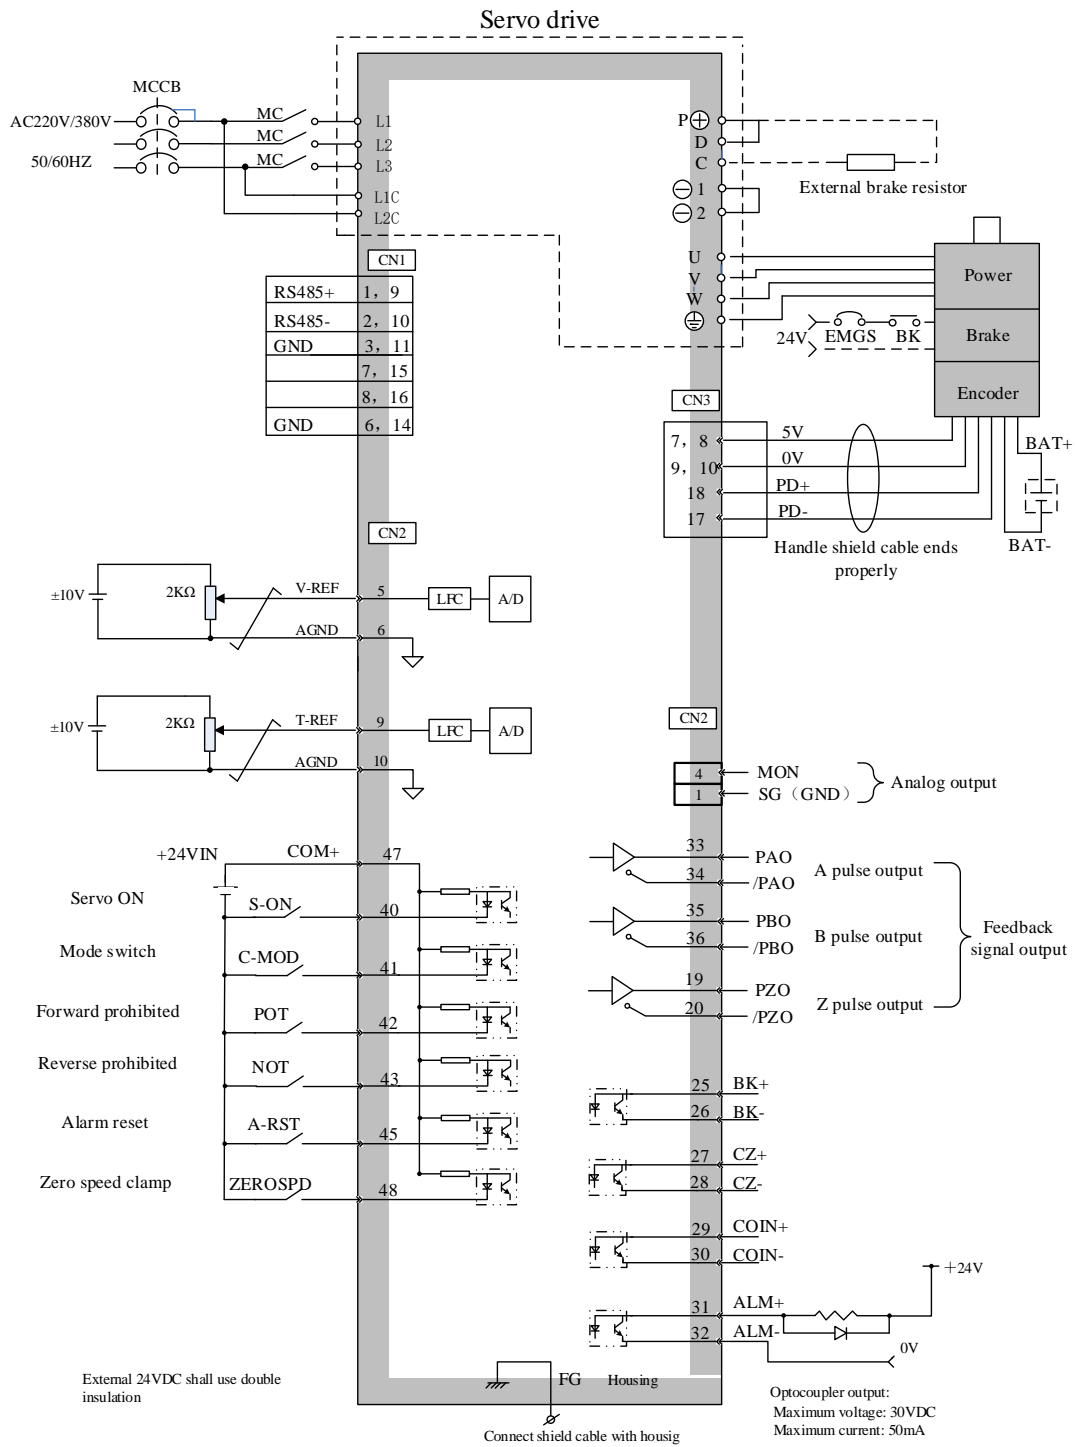 Servo drive
MCCB
AC220V/380V
50/60HZ
MC
MC
MC
L1
L2
L3
L1C
L2C
P
D
C
1
2
External brake resistor
U
V
W
Power
24V
EMGS
BK
Brake
Encoder
CN1
RS485+ 1, 9
RS485- 2, 10
GND 3, 11
7, 15
8, 16
GND 6, 14
CN3
7, 8 5V
9, 10 0V
18 PD+
17 PD-
BAT+
BAT-
Handle shield cable ends
properly
CN2
±10V
2KΩ
V-REF
5
LFC
A/D
AGND
6
±10V
2KΩ
T-REF
9
LFC
A/D
AGND
10
CN2
4 MON
1 SG（GND）
Analog output
+24VIN
COM+
47
Servo ON
S-ON
40
Mode switch
C-MOD
41
Forward prohibited
POT
42
Reverse prohibited
NOT
43
Alarm reset
A-RST
45
Zero speed clamp
ZEROSPD
48
33 PAO
34 /PAO
A pulse output
35 PBO
36 /PBO
B pulse output
19 PZO
20 /PZO
Z pulse output
Feedback
signal output
25 BK+
26 BK-
27 CZ+
28 CZ-
29 COIN+
30 COIN-
31 ALM+
32 ALM-
+24V
0V
External 24VDC shall use double
insulation
FG Housing
Connect shield cable with housig
Optocoupler output:
Maximum voltage: 30VDC
Maximum current: 50mA